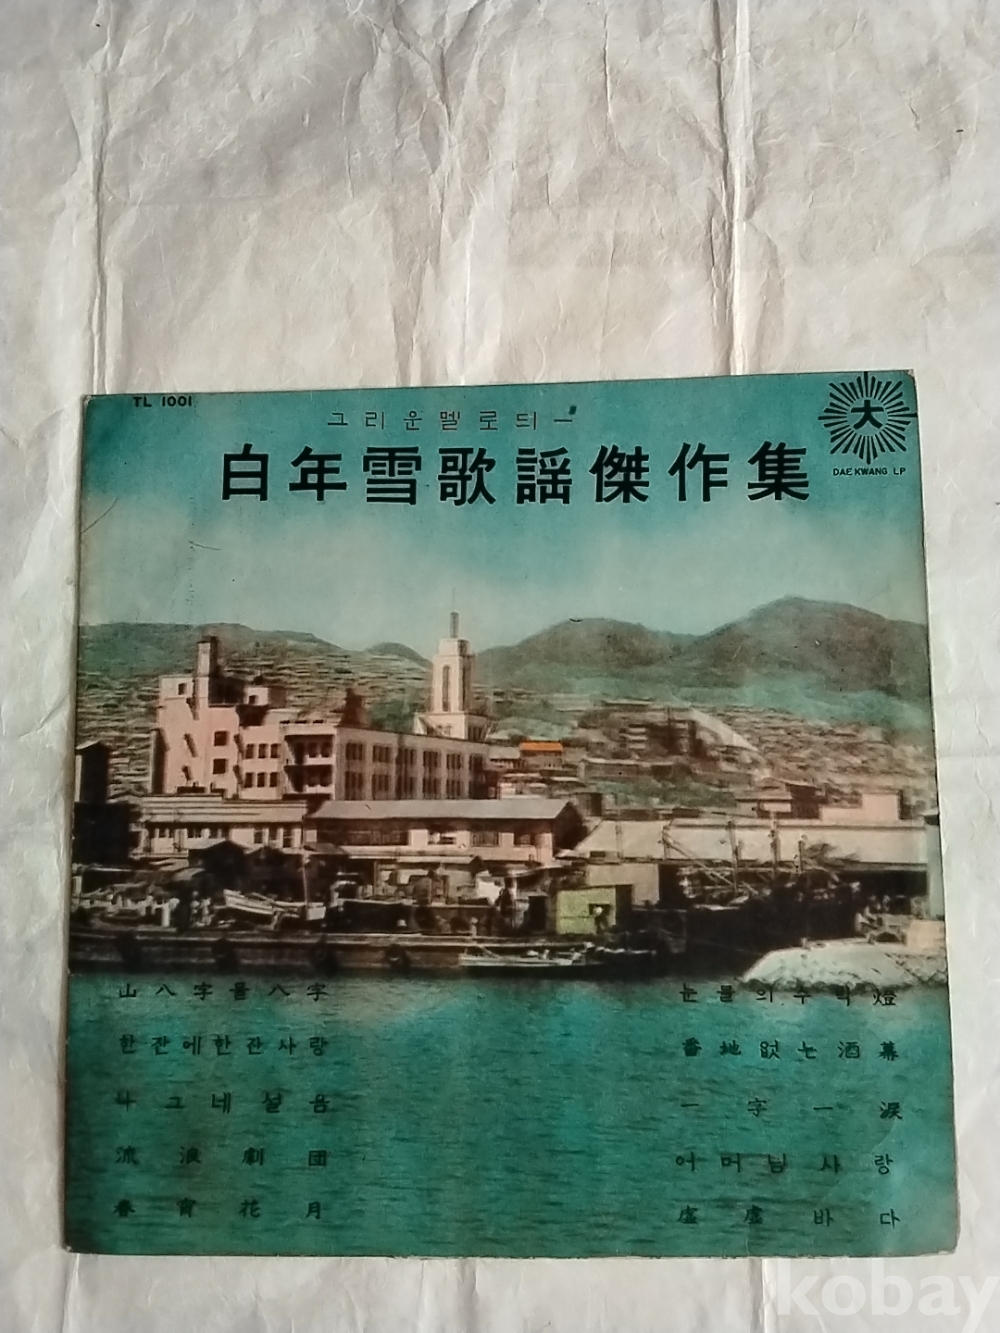 TL 1001
그리운멜로듸ー
白年雪歌謡傑作集
大
DAE KWANG LP
山八字물八字
한잔에한잔사랑
나그네설음
流浪劇団
春宵花月
눈물의수박燈
番地없는酒幕
一字一淚
어머님사랑
虛虛바다
kobay